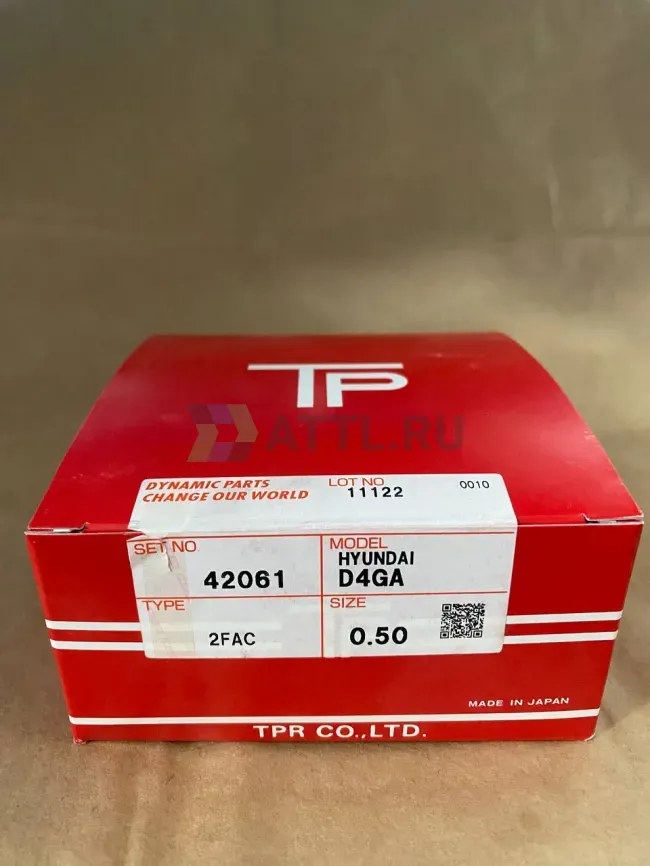 TP
ATTL.RU
DYNAMIC PARTS
CHANGE OUR WORLD
LOT NO
11122
0010
SET NO.
42061
MODEL
HYUNDAI
D4GA
TYPE
2FAC
SIZE
0.50
MADE IN JAPAN
TPR CO.,LTD.